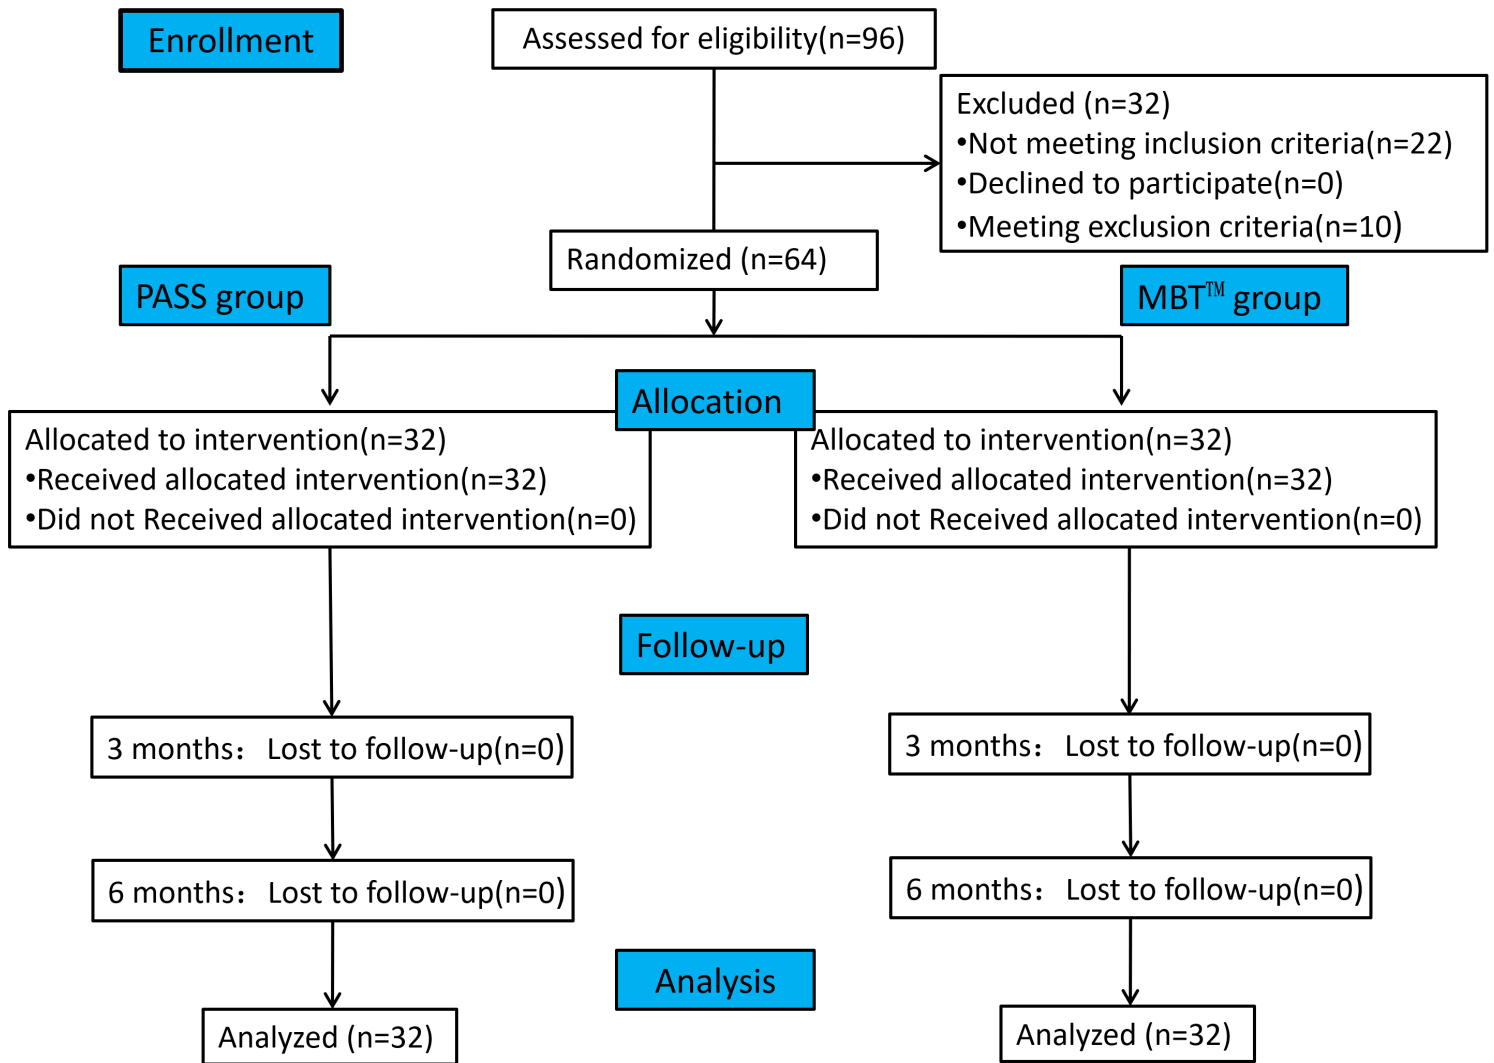 Enrollment
Assessed for eligibility(n=96)
Excluded (n=32)
•Not meeting inclusion criteria(n=22)
•Declined to participate(n=0)
•Meeting exclusion criteria(n=10)
Randomized (n=64)
PASS group
MBT™ group
Allocation
Allocated to intervention(n=32)
•Received allocated intervention(n=32)
•Did not Received allocated intervention(n=0)
Allocated to intervention(n=32)
•Received allocated intervention(n=32)
•Did not Received allocated intervention(n=0)
Follow-up
3 months：Lost to follow-up(n=0)
3 months：Lost to follow-up(n=0)
6 months：Lost to follow-up(n=0)
6 months：Lost to follow-up(n=0)
Analysis
Analyzed (n=32)
Analyzed (n=32)